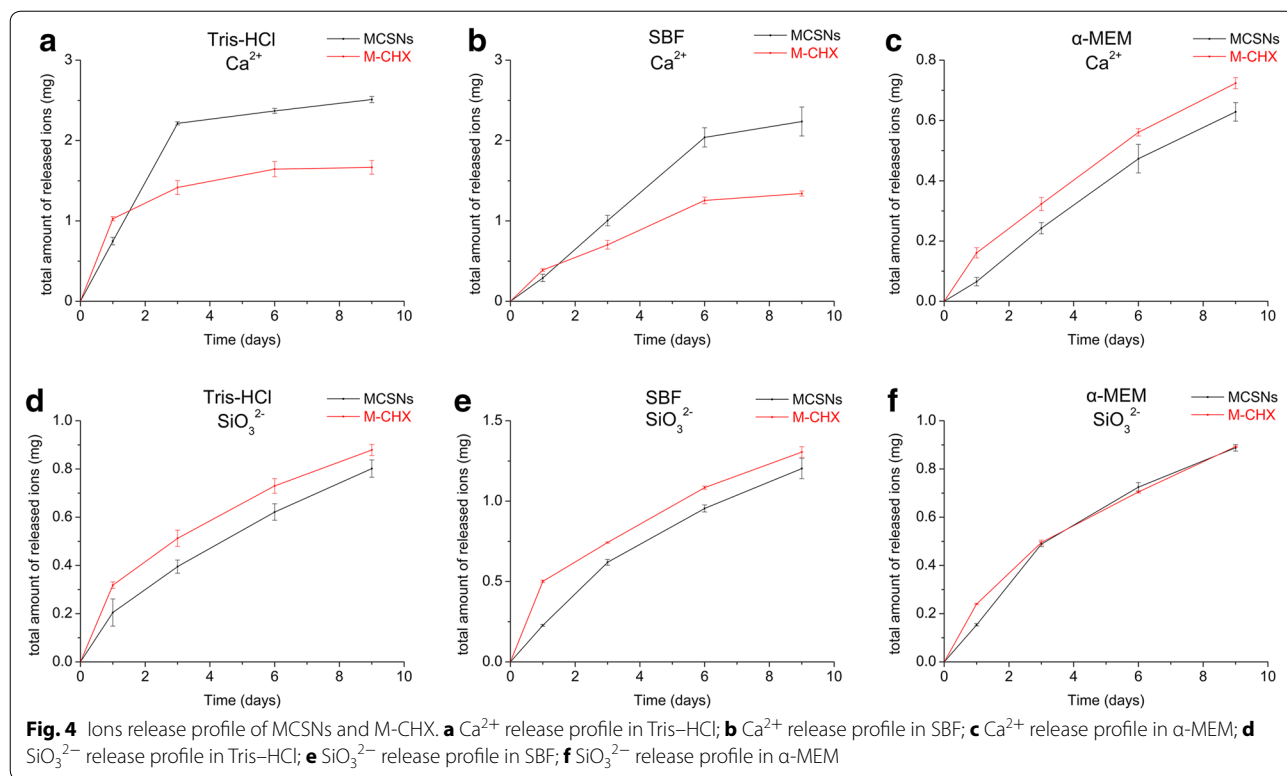 a
Tris-HCl
Ca²⁺
MCSNs
M-CHX
total amount of released ions (mg)
3
2
1
0
0 2 4 6 8 10
Time (days)
b
SBF
Ca²⁺
MCSNs
M-CHX
total amount of released ions (mg)
3
2
1
0
0 2 4 6 8 10
Time (days)
c
α-MEM
Ca²⁺
MCSNs
M-CHX
total amount of released ions (mg)
0.8
0.6
0.4
0.2
0.0
0 2 4 6 8 10
Time (days)
d
Tris-HCl
SiO₃²⁻
MCSNs
M-CHX
total amount of released ions (mg)
1.0
0.8
0.6
0.4
0.2
0.0
0 2 4 6 8 10
Time (days)
e
SBF
SiO₃²⁻
MCSNs
M-CHX
total amount of released ions (mg)
1.5
1.0
0.5
0.0
0 2 4 6 8 10
Time (days)
f
α-MEM
SiO₃²⁻
MCSNs
M-CHX
total amount of released ions (mg)
1.0
0.8
0.6
0.4
0.2
0.0
0 2 4 6 8 10
Time (days)
Fig. 4 Ions release profile of MCSNs and M-CHX. a Ca²⁺ release profile in Tris–HCl; b Ca²⁺ release profile in SBF; c Ca²⁺ release profile in α-MEM; d
SiO₃²⁻ release profile in Tris–HCl; e SiO₃²⁻ release profile in SBF; f SiO₃²⁻ release profile in α-MEM